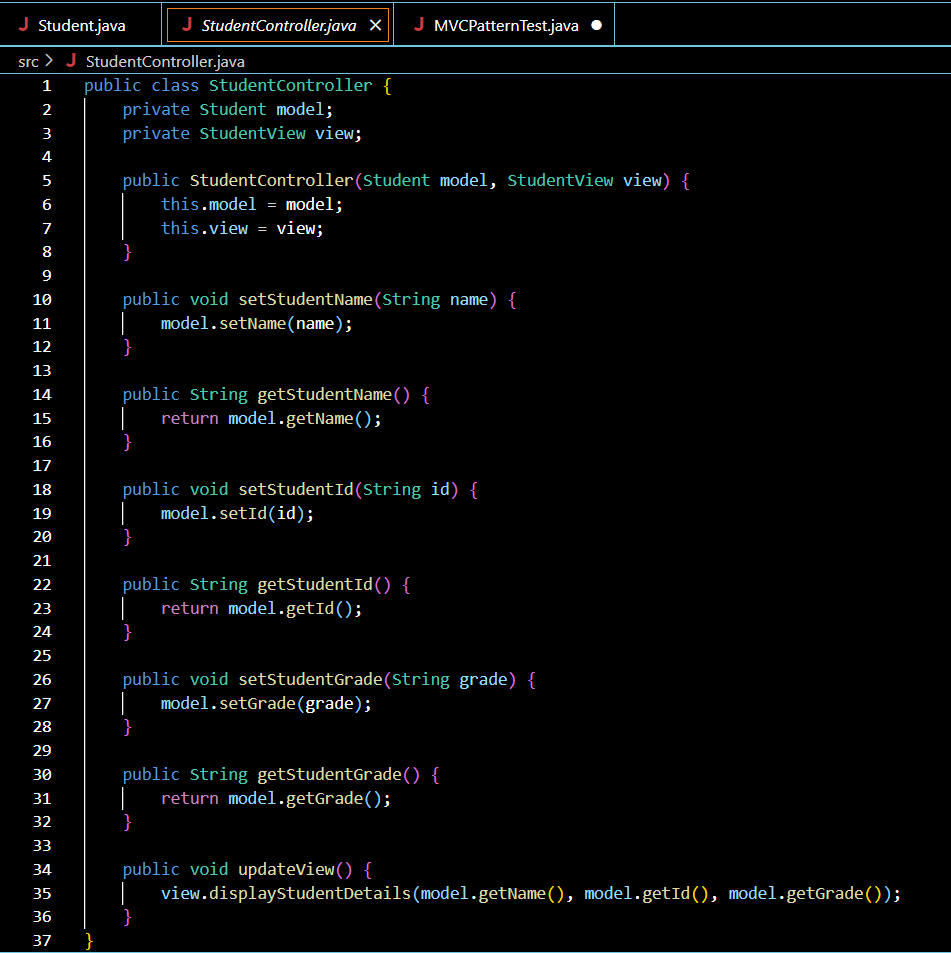 Student.java StudentController.java MVCPatternTest.java
src > StudentController.java
1 public class StudentController {
2     private Student model;
3     private StudentView view;
4
5     public StudentController(Student model, StudentView view) {
6         this.model = model;
7         this.view = view;
8     }
9
10     public void setStudentName(String name) {
11         model.setName(name);
12     }
13
14     public String getStudentName() {
15         return model.getName();
16     }
17
18     public void setStudentId(String id) {
19         model.setId(id);
20     }
21
22     public String getStudentId() {
23         return model.getId();
24     }
25
26     public void setStudentGrade(String grade) {
27         model.setGrade(grade);
28     }
29
30     public String getStudentGrade() {
31         return model.getGrade();
32     }
33
34     public void updateView() {
35         view.displayStudentDetails(model.getName(), model.getId(), model.getGrade());
36     }
37 }